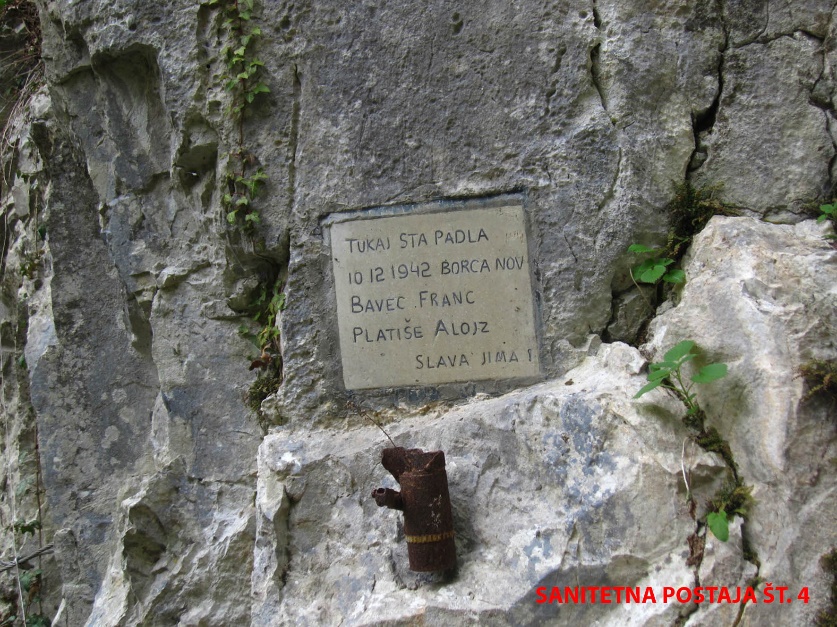 TUKAJ STA PADLA
10 12 1942 BORCA NOV
BAVEC FRANC
PLATIŠE ALOJZ
SLAVA JIMA !
SANITETNA POSTAJA ŠT. 4